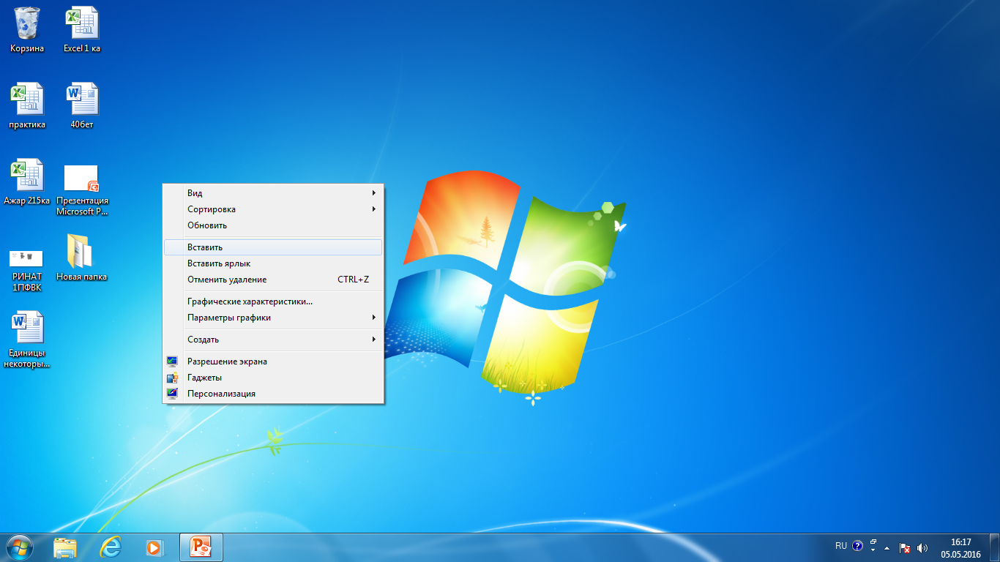 Корзина
Excel 1 ка
практика
40бет
Ажар 215ка
Презентация
Microsoft P...
РИНАТ
1ПФВК
Новая папка
Единицы
некоторы...
Вид
Сортировка
Обновить
Вставить
Вставить ярлык
Отменить удаление CTRL+Z
Графические характеристики...
Параметры графики
Создать
Разрешение экрана
Гаджеты
Персонализация
RU
16:17
05.05.2016